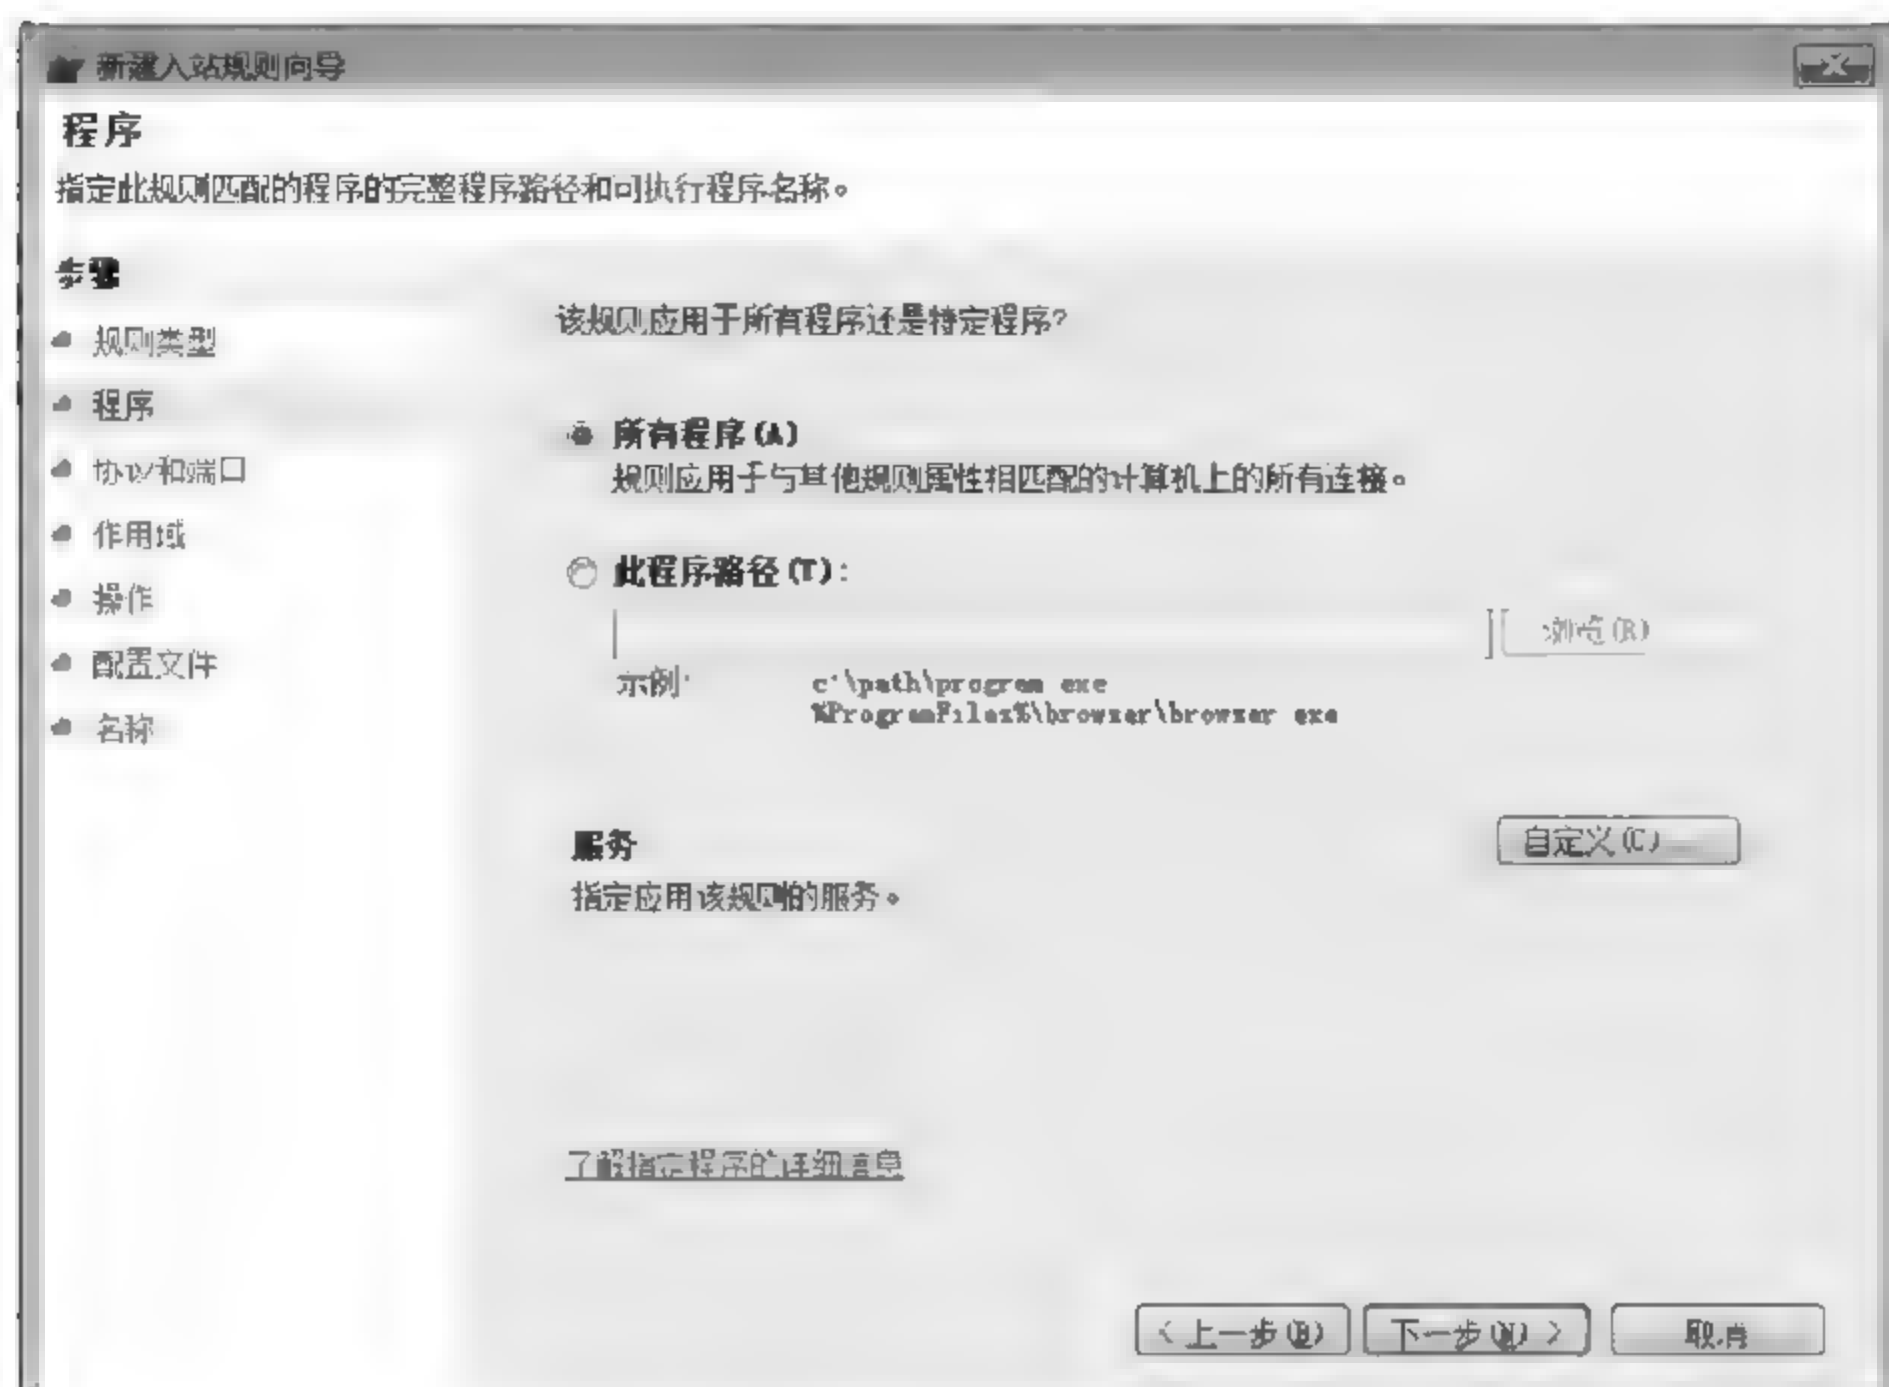 新建入站规则向导
程序
指定此规则匹配的程序的完整程序路径和可执行程序名称。
步骤
规则类型
程序
协议和端口
作用域
操作
配置文件
名称
该规则应用于所有程序还是特定程序?
所有程序(A)
规则应用于与其他规则属性相匹配的计算机上的所有连接。
此程序路径(T):
浏览(R)
示例: c:\path\program.exe
%ProgramFiles%\browser\browser.exe
服务
自定义(C)...
指定应用该规则的服务。
了解指定程序的详细信息
< 上一步(B) 下一步(N) > 取消